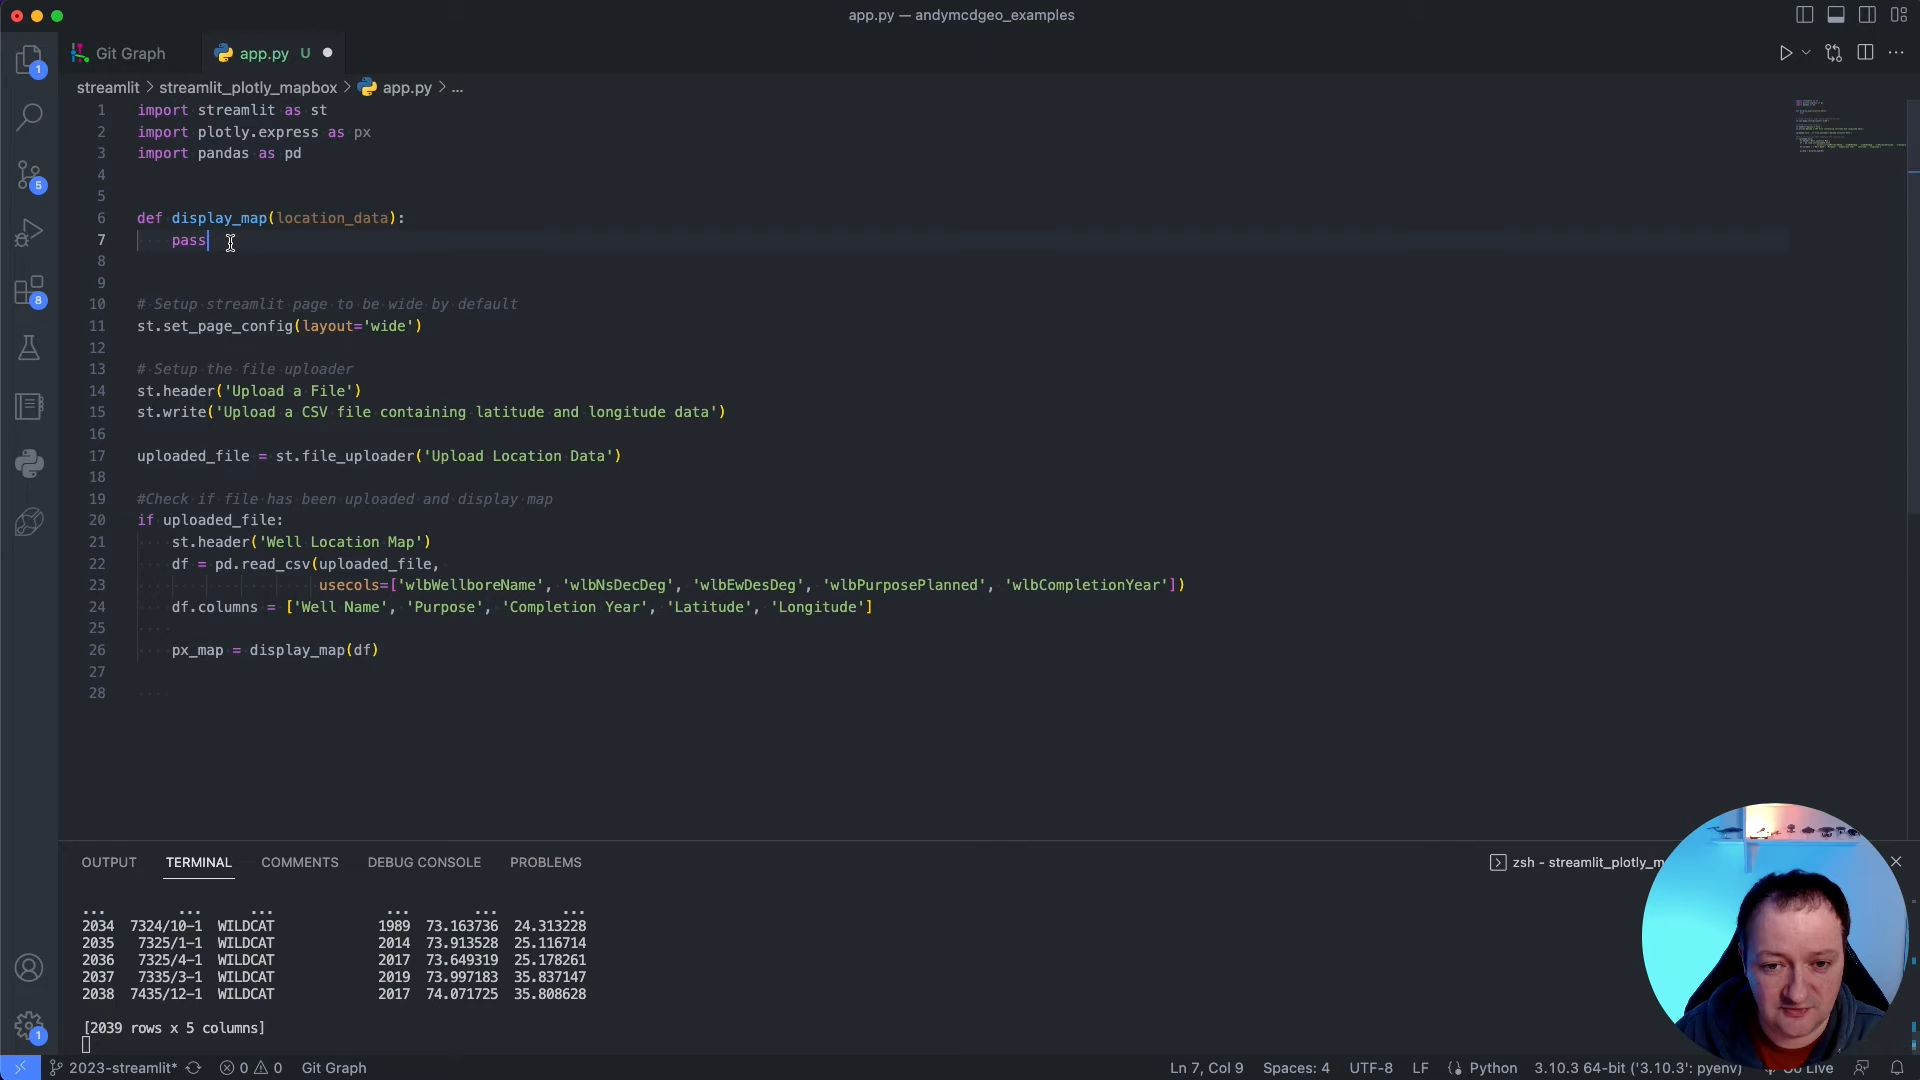 app.py — andymcdgeo_examples
Git Graph
app.py U
streamlit > streamlit_plotly_mapbox > app.py > ...
1 import streamlit as st
2 import plotly.express as px
3 import pandas as pd
4
5
6 def display_map(location_data):
7 pass
8
9
10 # Setup streamlit page to be wide by default
11 st.set_page_config(layout='wide')
12
13 # Setup the file uploader
14 st.header('Upload a File')
15 st.write('Upload a CSV file containing latitude and longitude data')
16
17 uploaded_file = st.file_uploader('Upload Location Data')
18
19 #Check if file has been uploaded and display map
20 if uploaded_file:
21 st.header('Well Location Map')
22 df = pd.read_csv(uploaded_file,
23 usecols=['wlbWellboreName', 'wlbNsDecDeg', 'wlbEwDesDeg', 'wlbPurposePlanned', 'wlbCompletionYear'])
24 df.columns = ['Well Name', 'Purpose', 'Completion Year', 'Latitude', 'Longitude']
25
26 px_map = display_map(df)
27
28
1
5
8
1
OUTPUT TERMINAL COMMENTS DEBUG CONSOLE PROBLEMS
zsh - streamlit_plotly_m
... ... ... ... ... ...
2034 7324/10-1 WILDCAT 1989 73.163736 24.313228
2035 7325/1-1 WILDCAT 2014 73.913528 25.116714
2036 7325/4-1 WILDCAT 2017 73.649319 25.178261
2037 7335/3-1 WILDCAT 2019 73.997183 35.837147
2038 7435/12-1 WILDCAT 2017 74.071725 35.808628
[2039 rows x 5 columns]
2023-streamlit* 0 0 Git Graph
Ln 7, Col 9 Spaces: 4 UTF-8 LF Python 3.10.3 64-bit ('3.10.3': pyenv) Go Live